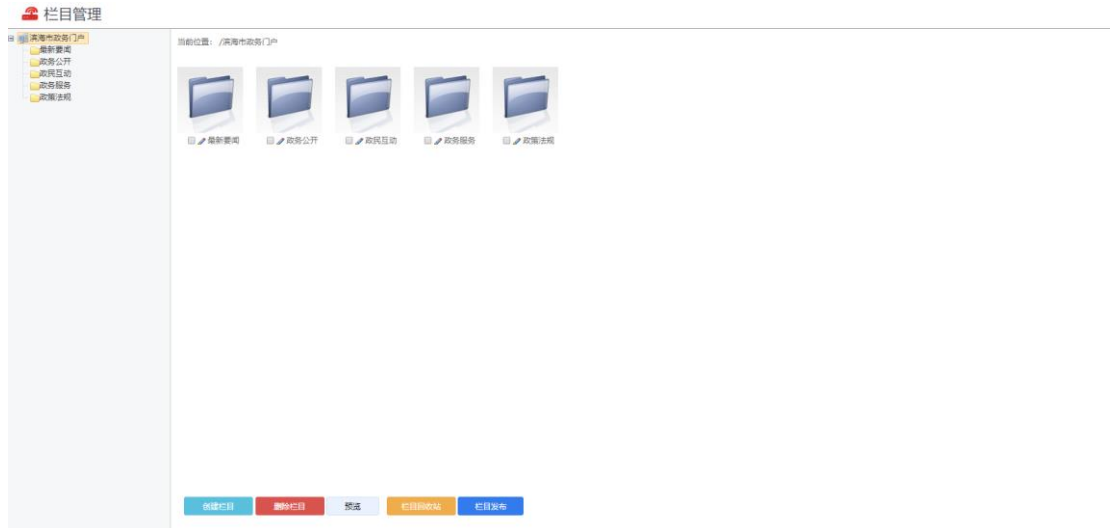 栏目管理
滨海市政务门户
最新要闻
政务公开
政民互动
政务服务
政策法规
当前位置: /滨海市政务门户
最新要闻 政务公开 政民互动 政务服务 政策法规
创建栏目 删除栏目 预览 栏目回收站 栏目发布